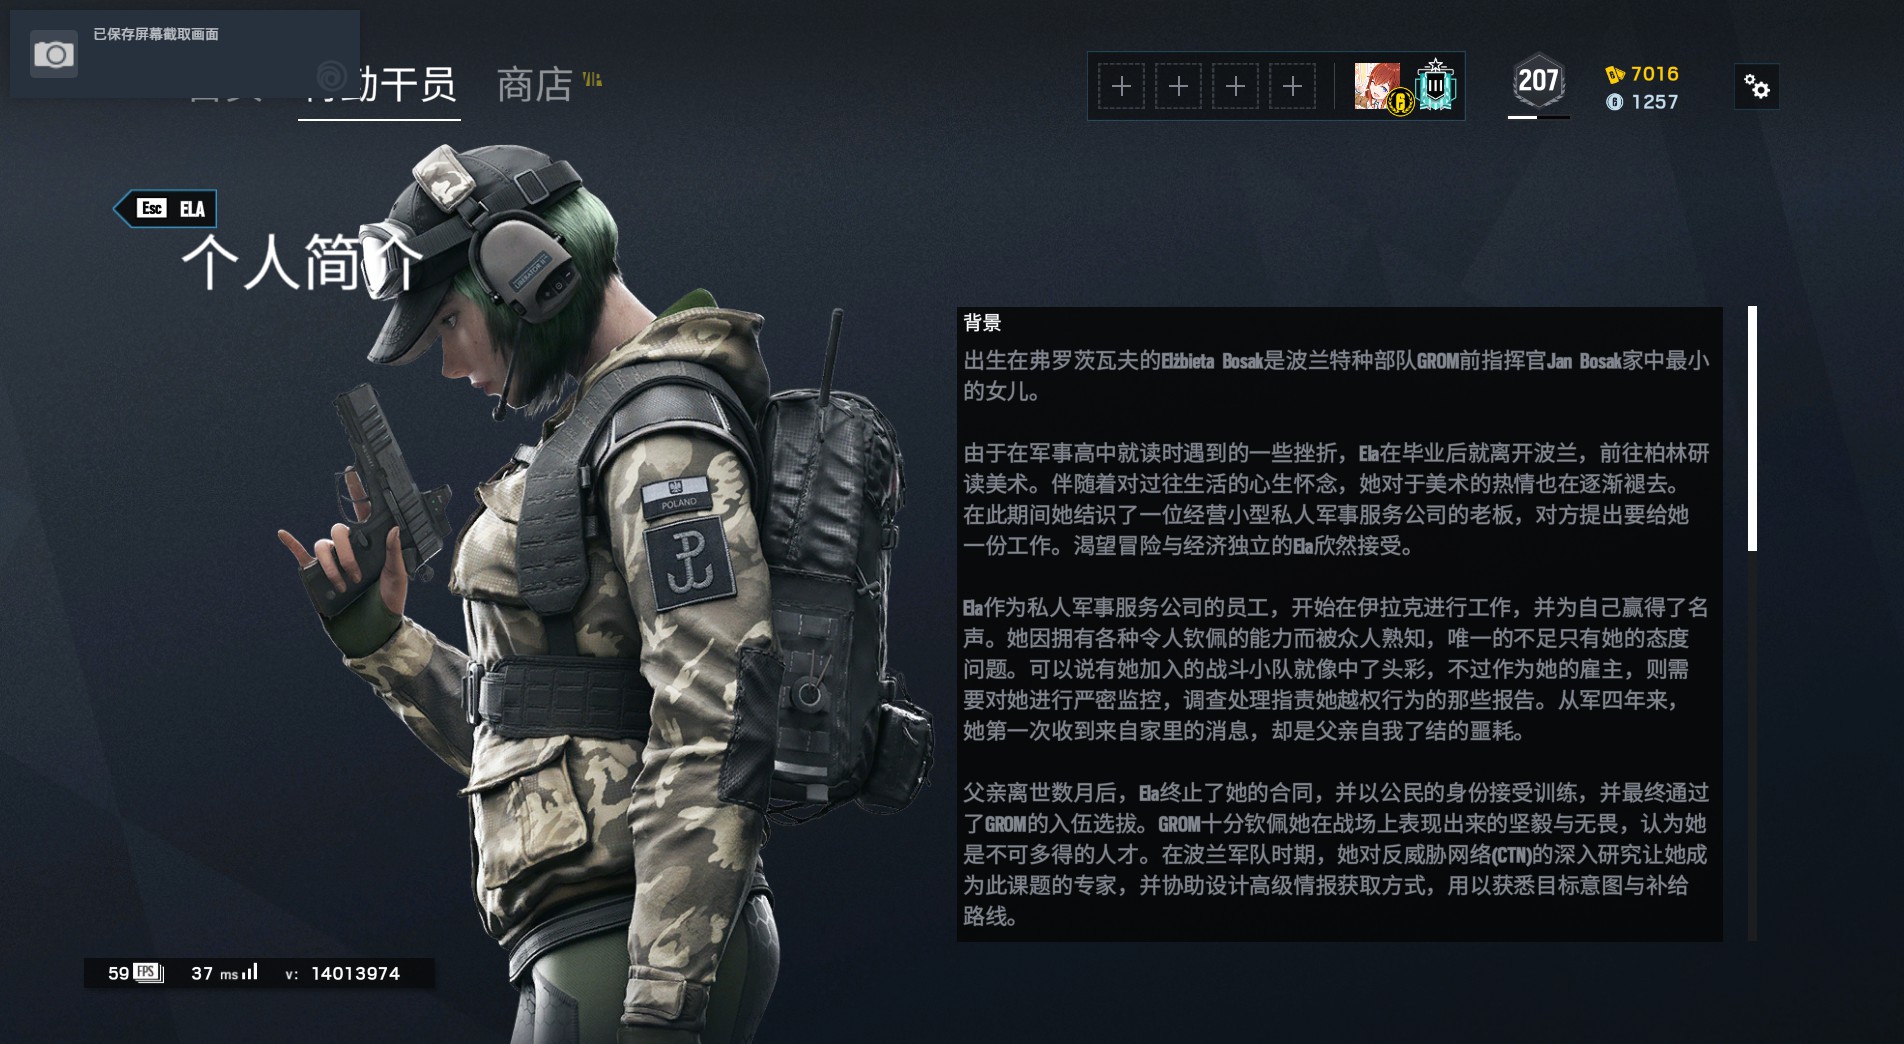 已保存屏幕截取画面
动干员
商店
207
7016
1257
Esc ELA
个人简介
LIBERATOR II
POLAND
背景
出生在弗罗茨瓦夫的Elżbieta Bosak是波兰特种部队GROM前指挥官Jan Bosak家中最小
的女儿。
由于在军事高中就读时遇到的一些挫折，Ela在毕业后就离开波兰，前往柏林研
读美术。伴随着对过往生活的心生怀念，她对于美术的热情也在逐渐褪去。
在此期间她结识了一位经营小型私人军事服务公司的老板，对方提出要给她
一份工作。渴望冒险与经济独立的Ela欣然接受。
Ela作为私人军事服务公司的员工，开始在伊拉克进行工作，并为自己赢得了名
声。她因拥有各种令人钦佩的能力而被众人熟知，唯一的不足只有她的态度
问题。可以说有她加入的战斗小队就像中了头彩，不过作为她的雇主，则需
要对她进行严密监控，调查处理指责她越权行为的那些报告。从军四年来，
她第一次收到来自家里的消息，却是父亲自我了结的噩耗。
父亲离世数月后，Ela终止了她的合同，并以公民的身份接受训练，并最终通过
了GROM的入伍选拔。GROM十分钦佩她在战场上表现出来的坚毅与无畏，认为她
是不可多得的人才。在波兰军队时期，她对反威胁网络(CTN)的深入研究让她成
为此课题的专家，并协助设计高级情报获取方式，用以获悉目标意图与补给
路线。
59 FPS 37 ms v: 14013974